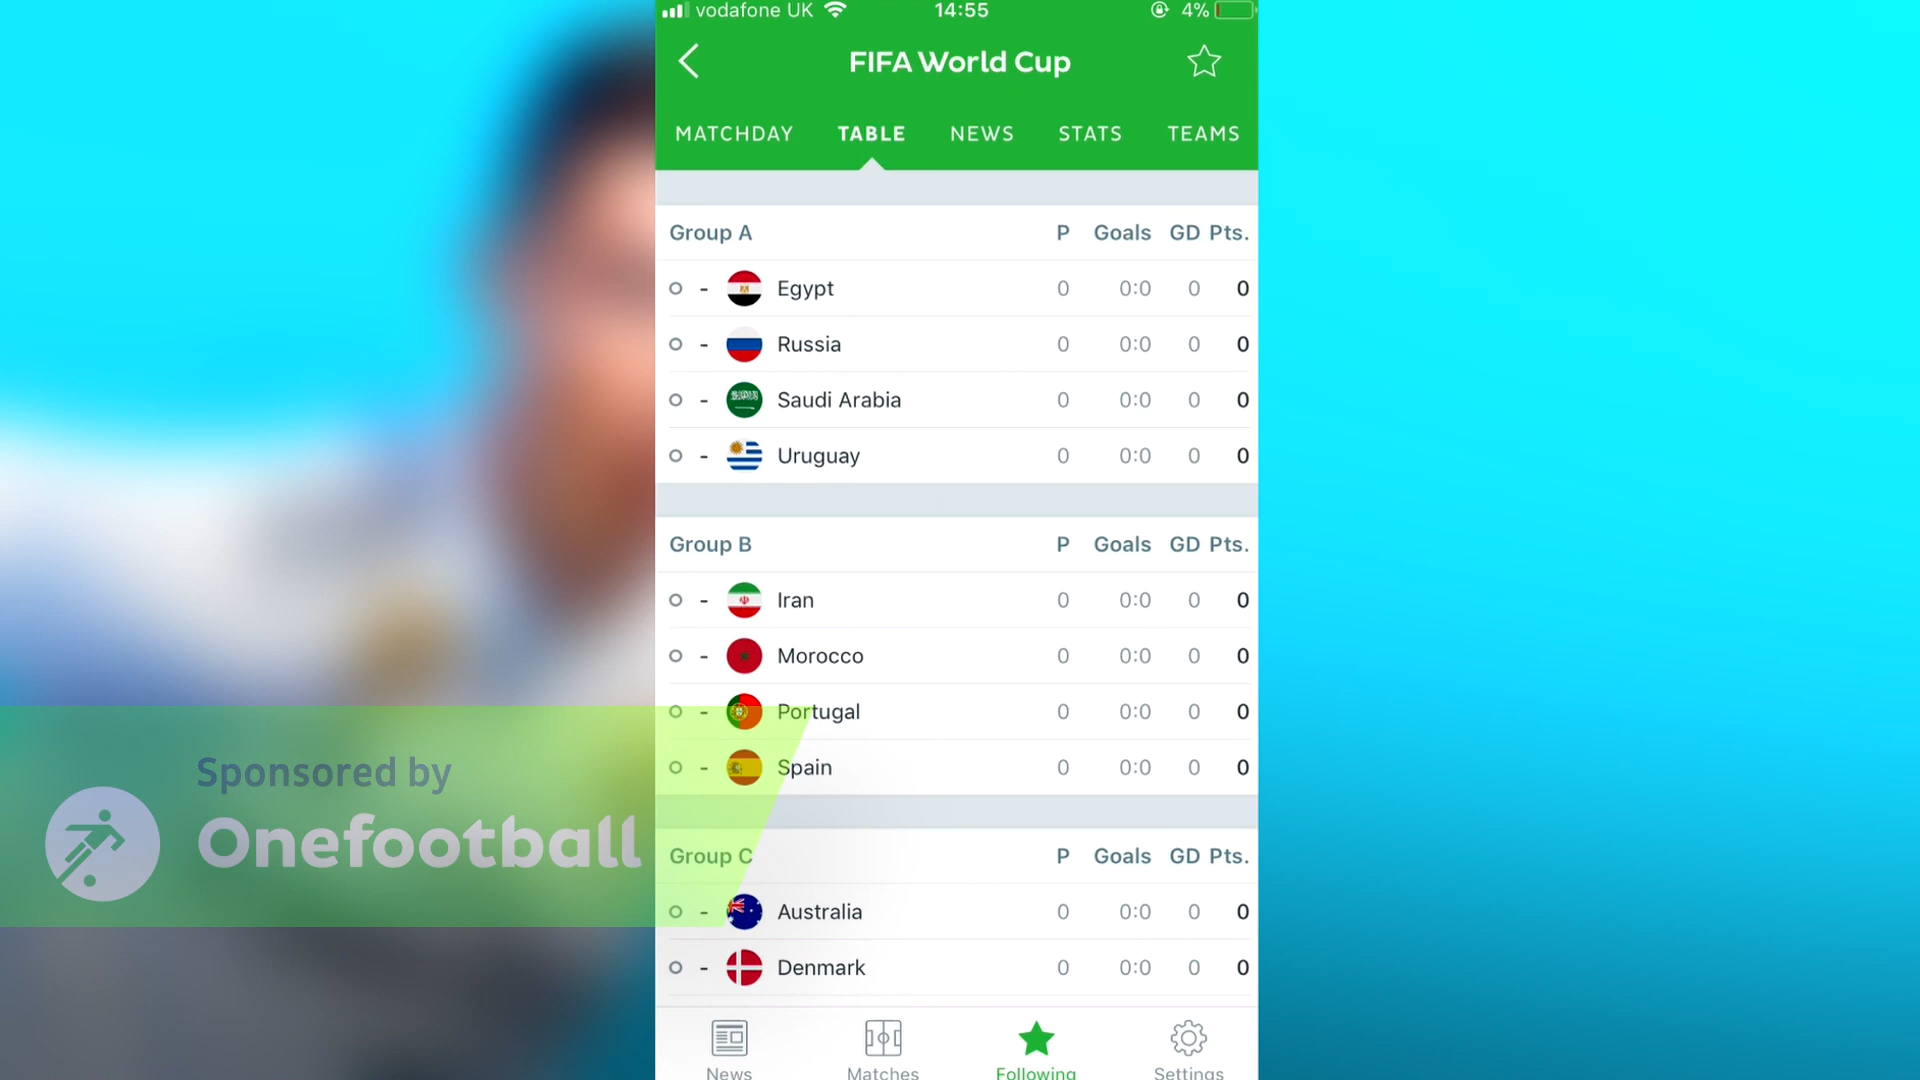 vodafone UK 14:55 4%
FIFA World Cup
MATCHDAY TABLE NEWS STATS TEAMS
Group A P Goals GD Pts.
- Egypt 0 0:0 0 0
- Russia 0 0:0 0 0
- Saudi Arabia 0 0:0 0 0
- Uruguay 0 0:0 0 0
Group B P Goals GD Pts.
- Iran 0 0:0 0 0
- Morocco 0 0:0 0 0
- Portugal 0 0:0 0 0
- Spain 0 0:0 0 0
Sponsored by
Onefootball
Group C P Goals GD Pts.
- Australia 0 0:0 0 0
- Denmark 0 0:0 0 0
News Matches Following Settings